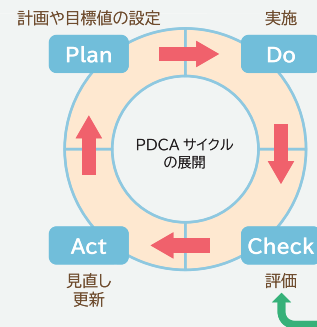 計画や目標値の設定
実施
Plan
Do
PDCA サイクル
の展開
Act
Check
見直し
更新
評価